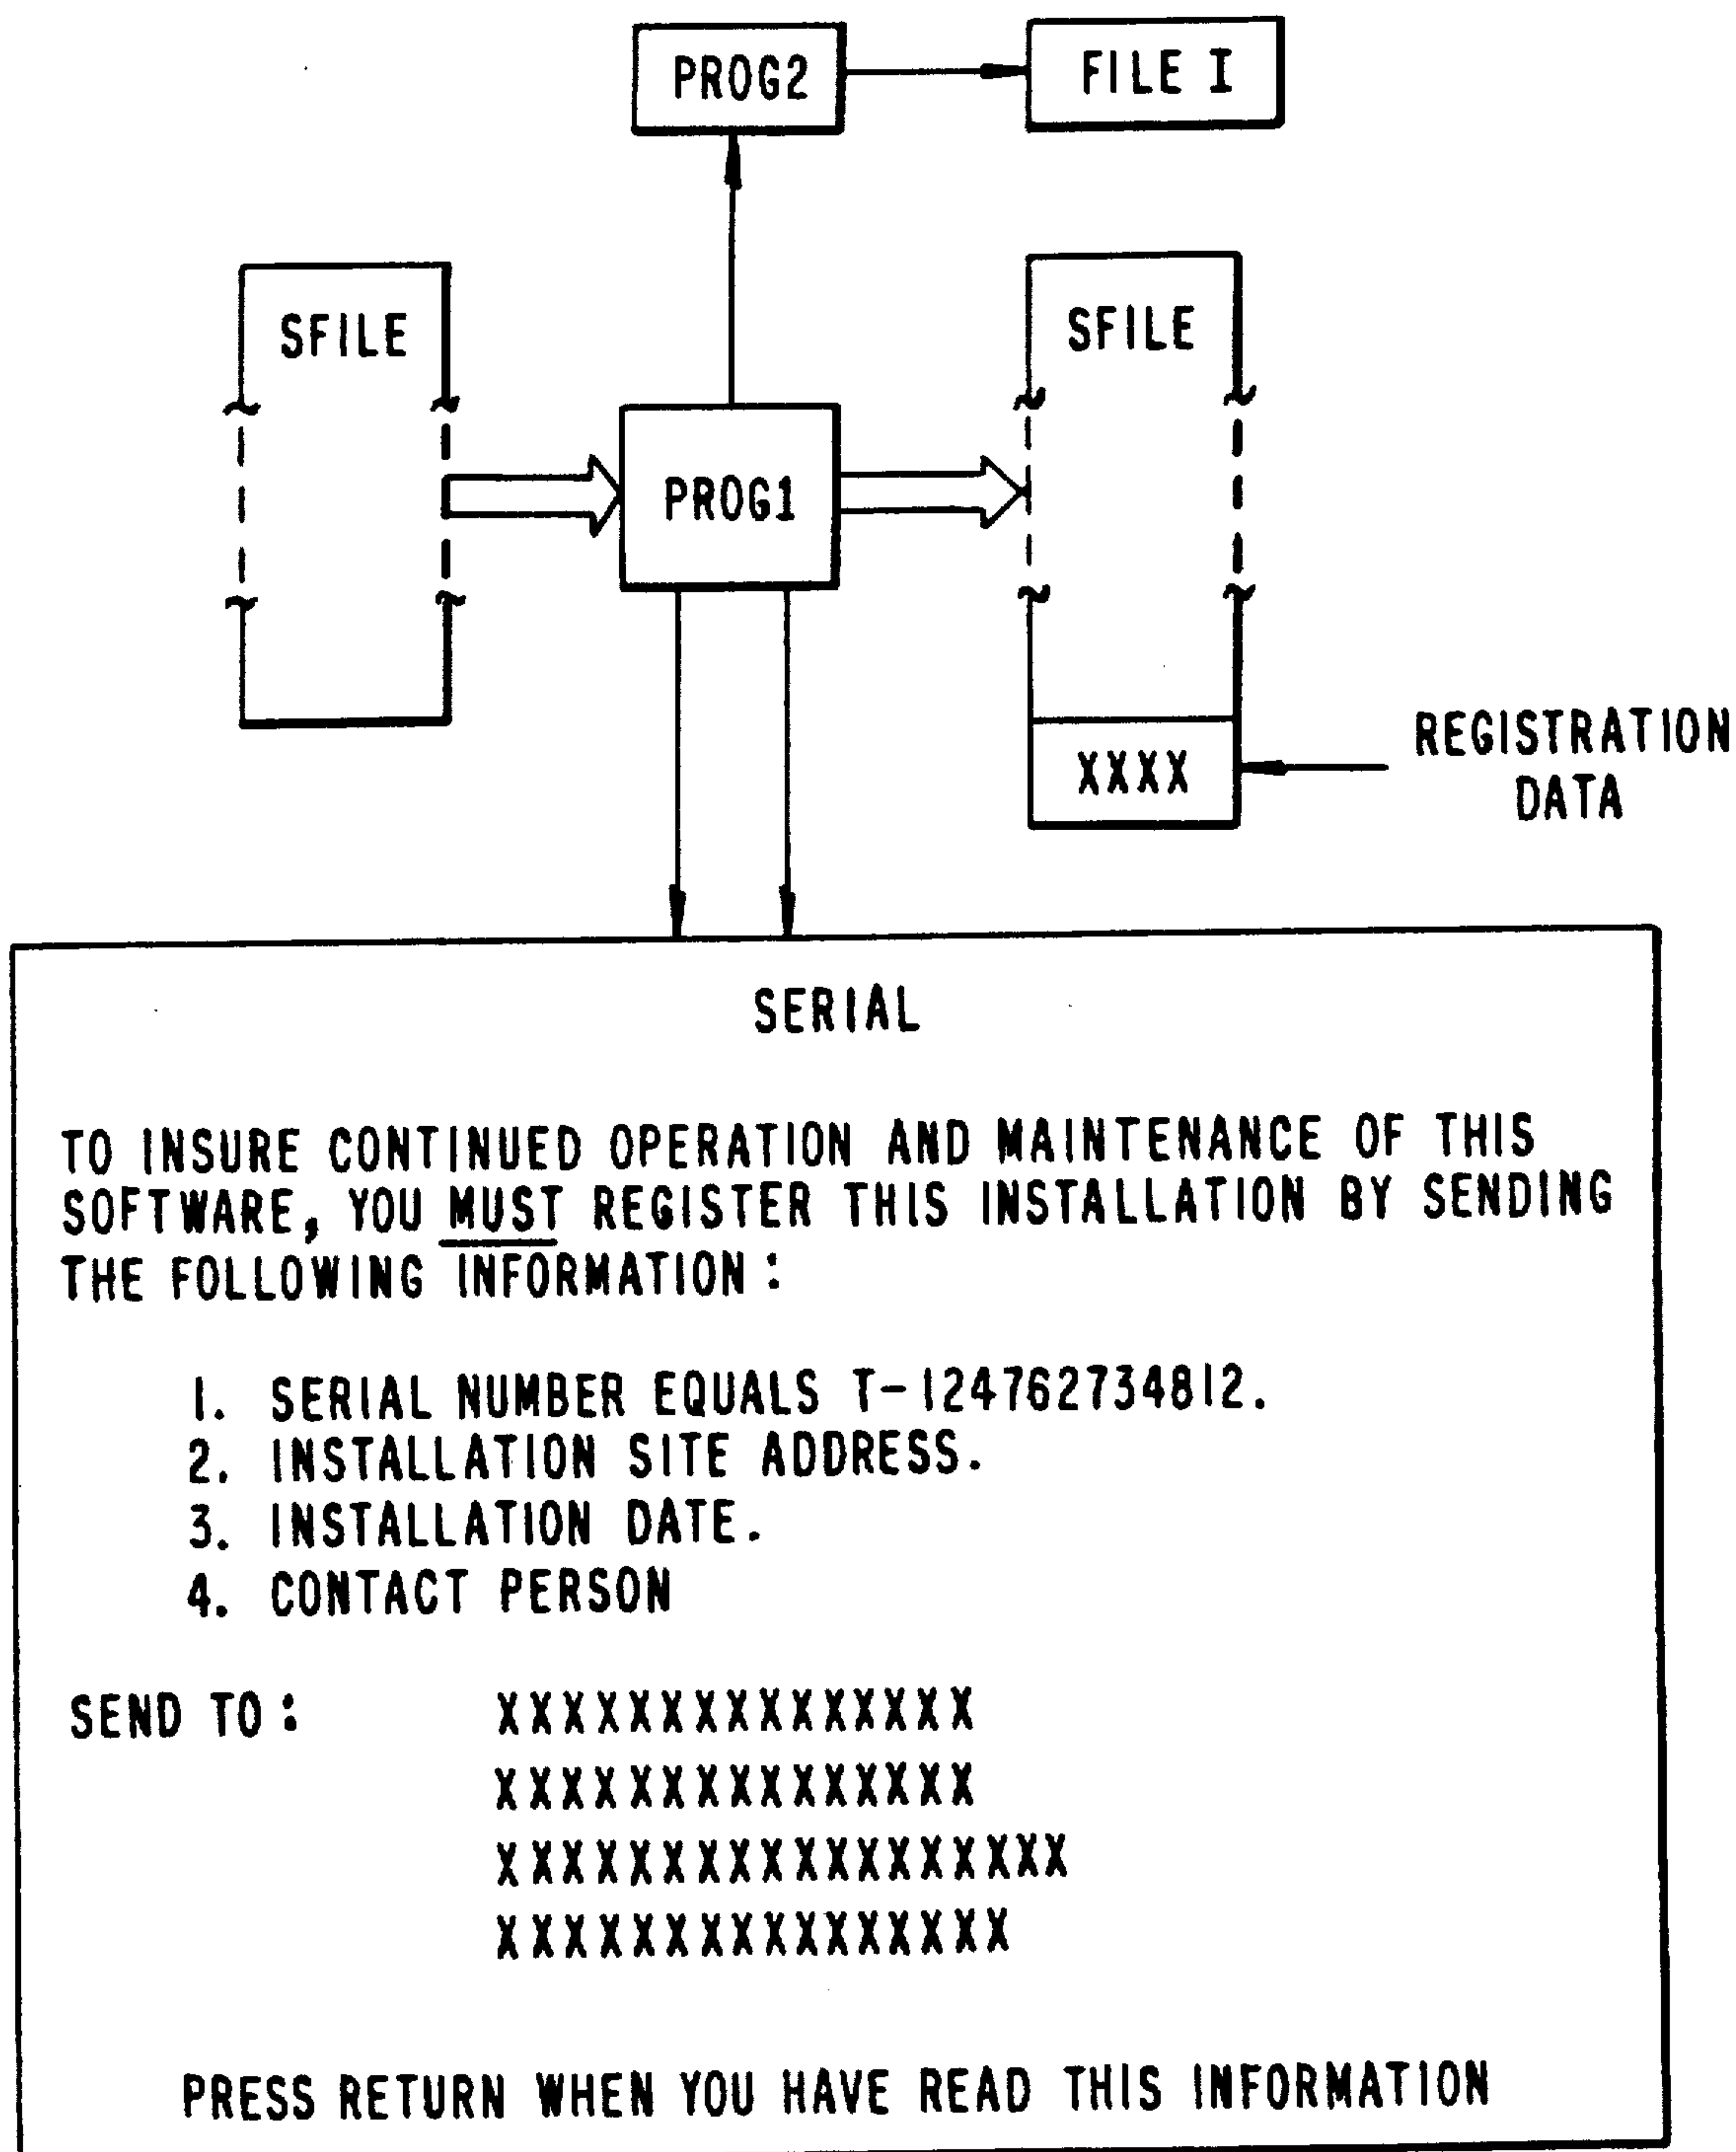 PROG2
FILE I
SFILE
SFILE
PROG1
REGISTRATION
DATA
XXXX
SERIAL
TO INSURE CONTINUED OPERATION AND MAINTENANCE OF THIS
SOFTWARE, YOU MUST REGISTER THIS INSTALLATION BY SENDING
THE FOLLOWING INFORMATION:
1. SERIAL NUMBER EQUALS T-124762734812.
2. INSTALLATION SITE ADDRESS.
3. INSTALLATION DATE.
4. CONTACT PERSON
SEND TO: XXXXXXXXXXXXXXX
XXXXXXXXXXXXXXX
XXXXXXXXXXXXXXXXXX
XXXXXXXXXXXXXXXX
PRESS RETURN WHEN YOU HAVE READ THIS INFORMATION